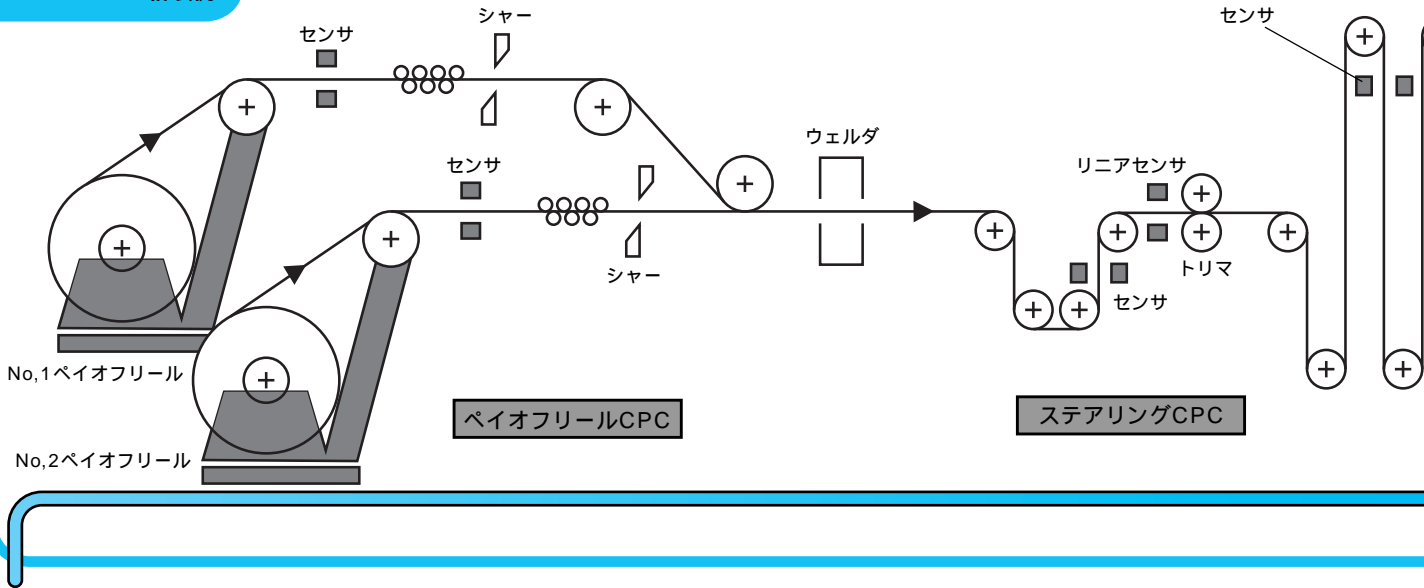 シャー
センサ
センサ
ウェルダ
センサ
リニアセンサ
シャー
トリマ
センサ
No,1ペイオフリール
ペイオフリールCPC
ステアリングCPC
No,2ペイオフリール